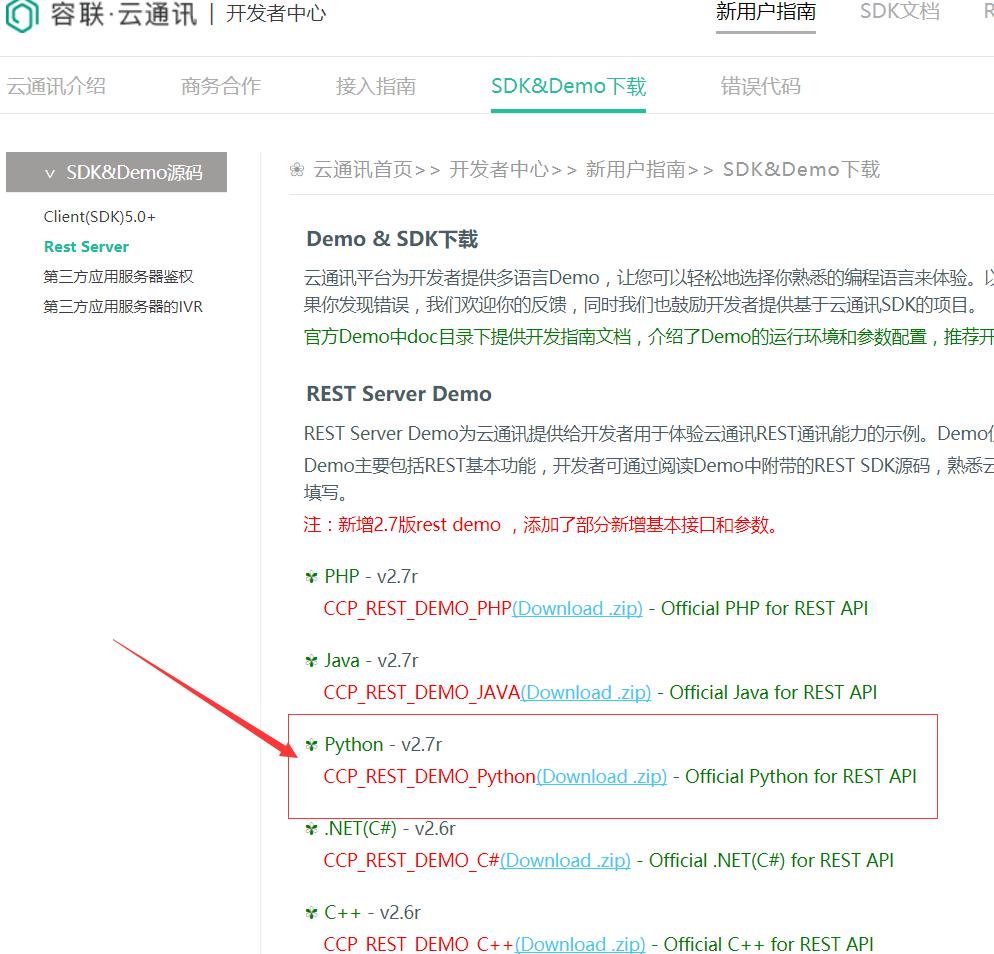 容联·云通讯 | 开发者中心
新用户指南 SDK文档 R
云通讯介绍 商务合作 接入指南 SDK&Demo下载 错误代码
SDK&Demo源码
Client(SDK)5.0+
Rest Server
第三方应用服务器鉴权
第三方应用服务器的IVR
云通讯首页>> 开发者中心>> 新用户指南>> SDK&Demo下载
Demo & SDK下载
云通讯平台为开发者提供多语言Demo，让您可以轻松地选择你熟悉的编程语言来体验。以
果你发现错误，我们欢迎你的反馈，同时我们也鼓励开发者提供基于云通讯SDK的项目。
官方Demo中doc目录下提供开发指南文档，介绍了Demo的运行环境和参数配置，推荐开
REST Server Demo
REST Server Demo为云通讯提供给开发者用于体验云通讯REST通讯能力的示例。Demo仅
Demo主要包括REST基本功能，开发者可通过阅读Demo中附带的REST SDK源码，熟悉云
填写。
注：新增2.7版rest demo ，添加了部分新增基本接口和参数。
PHP - v2.7r
CCP_REST_DEMO_PHP(Download .zip) - Official PHP for REST API
Java - v2.7r
CCP_REST_DEMO_JAVA(Download .zip) - Official Java for REST API
Python - v2.7r
CCP_REST_DEMO_Python(Download .zip) - Official Python for REST API
.NET(C#) - v2.6r
CCP_REST_DEMO_C#(Download .zip) - Official .NET(C#) for REST API
C++ - v2.6r
CCP_REST_DEMO_C++(Download .zip) - Official C++ for REST API